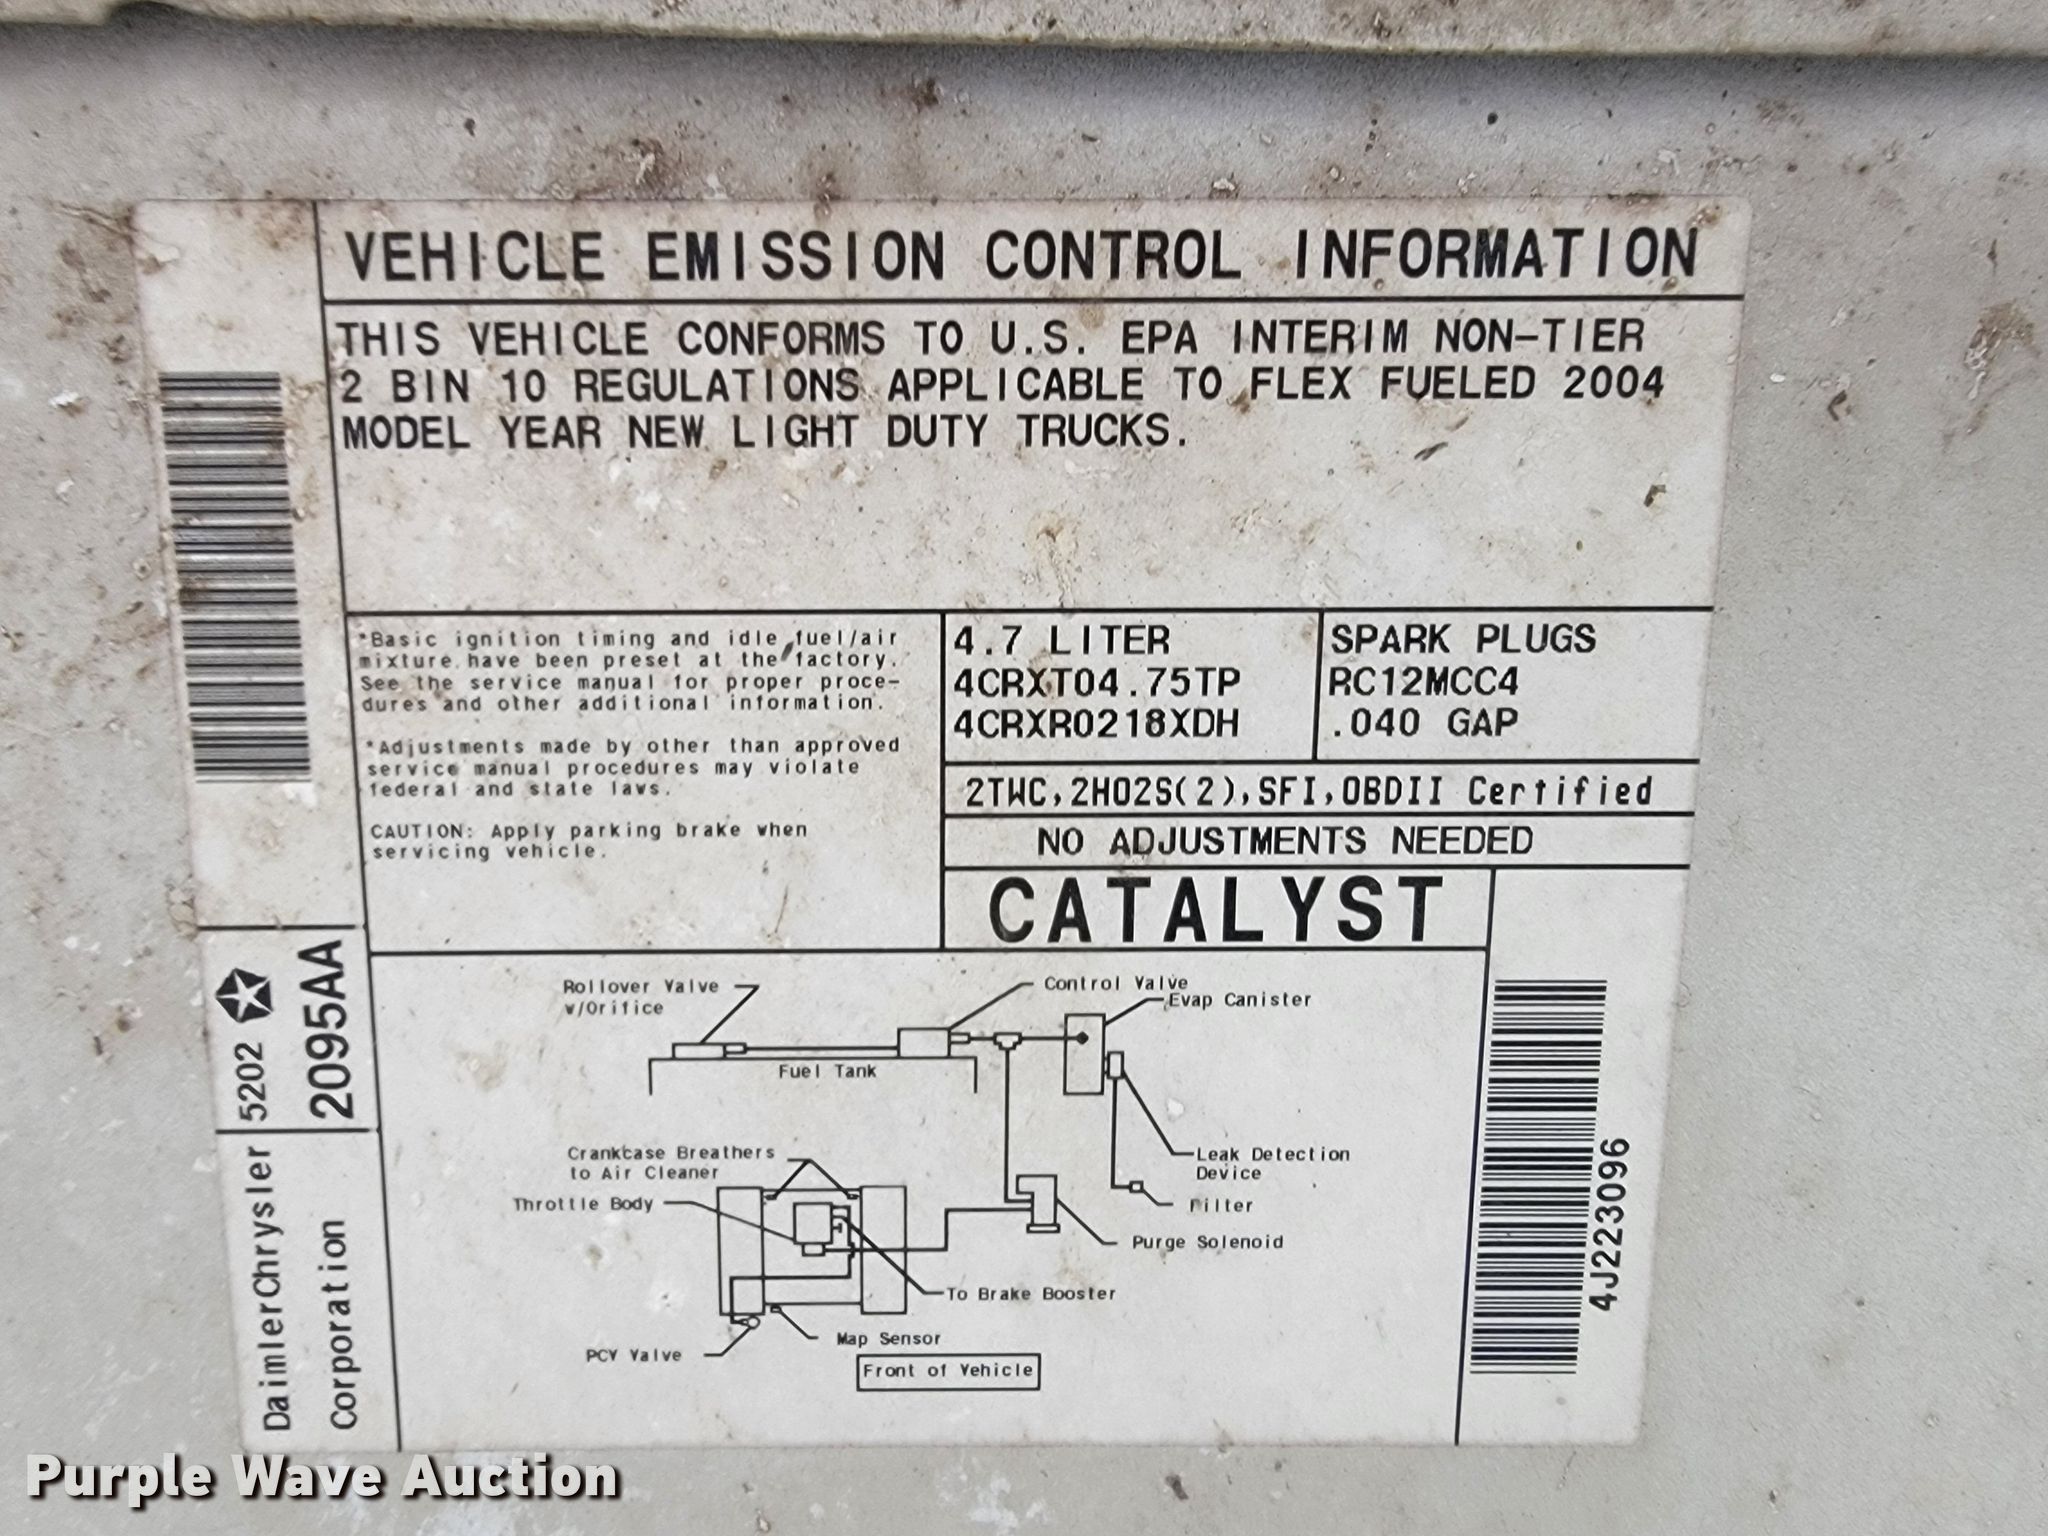 VEHICLE EMISSION CONTROL INFORMATION
THIS VEHICLE CONFORMS TO U.S. EPA INTERIM NON-TIER
2 BIN 10 REGULATIONS APPLICABLE TO FLEX FUELED 2004
MODEL YEAR NEW LIGHT DUTY TRUCKS.
*Basic ignition timing and idle fuel/air
mixture have been preset at the factory.
See the service manual for proper proce-
dures and other additional information.
*Adjustments made by other than approved
service manual procedures may violate
federal and state laws.
CAUTION: Apply parking brake when
servicing vehicle.
4.7 LITER
4CRXT04.75TP
4CRXR0218XDH
SPARK PLUGS
RC12MCC4
.040 GAP
2TWC,2HO2S(2),SFI,OBDII Certified
NO ADJUSTMENTS NEEDED
CATALYST
Rollover Valve
w/Orifice
Control Valve
Evap Canister
Fuel Tank
Crankcase Breathers
to Air Cleaner
Throttle Body
Leak Detection
Device
Filter
Purge Solenoid
To Brake Booster
Map Sensor
PCV Valve
Front of Vehicle
DaimlerChrysler
Corporation
5202
2095AA
4J223096
Purple Wave Auction